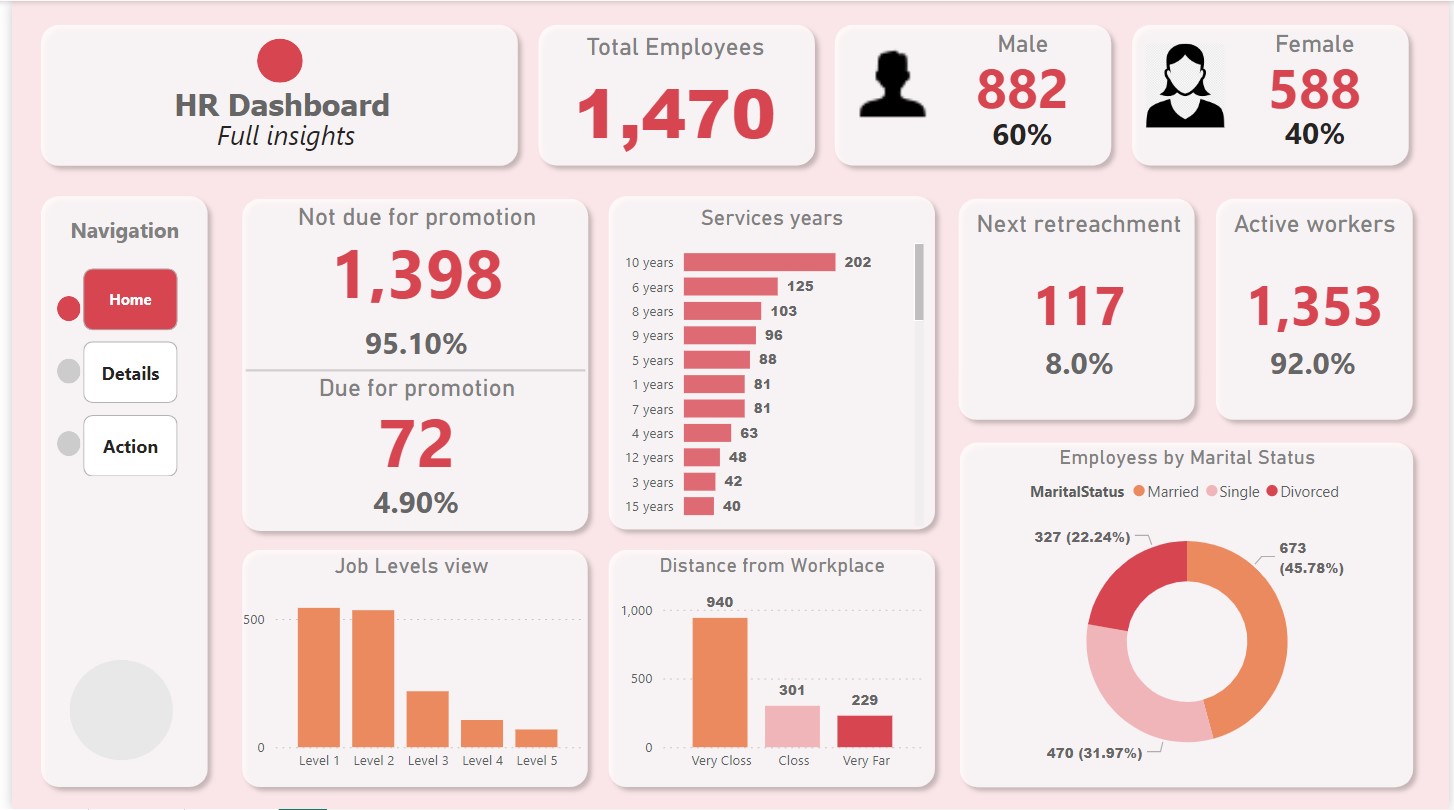 HR Dashboard
Full insights
Total Employees
1,470
Male
882
60%
Female
588
40%
Navigation
Home
Details
Action
Not due for promotion
1,398
95.10%
Due for promotion
72
4.90%
Services years
10 years 202
6 years 125
8 years 103
9 years 96
5 years 88
1 years 81
7 years 81
4 years 63
12 years 48
3 years 42
15 years 40
Next retreachment
117
8.0%
Active workers
1,353
92.0%
Job Levels view
500
0
Level 1 Level 2 Level 3 Level 4 Level 5
Distance from Workplace
1,000
500
0
940
301
229
Very Closs Closs Very Far
Employess by Marital Status
MaritalStatus Married Single Divorced
327 (22.24%)
673
(45.78%)
470 (31.97%)